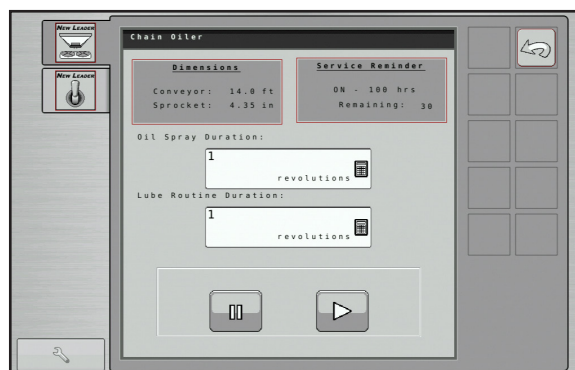 NEW LEADER
NEW LEADER
Chain Oiler
Dimensions
Conveyor: 14.0 ft
Sprocket: 4.35 in
Service Reminder
ON - 100 hrs
Remaining: 30
Oil Spray Duration:
1
revolutions
Lube Routine Duration:
1
revolutions